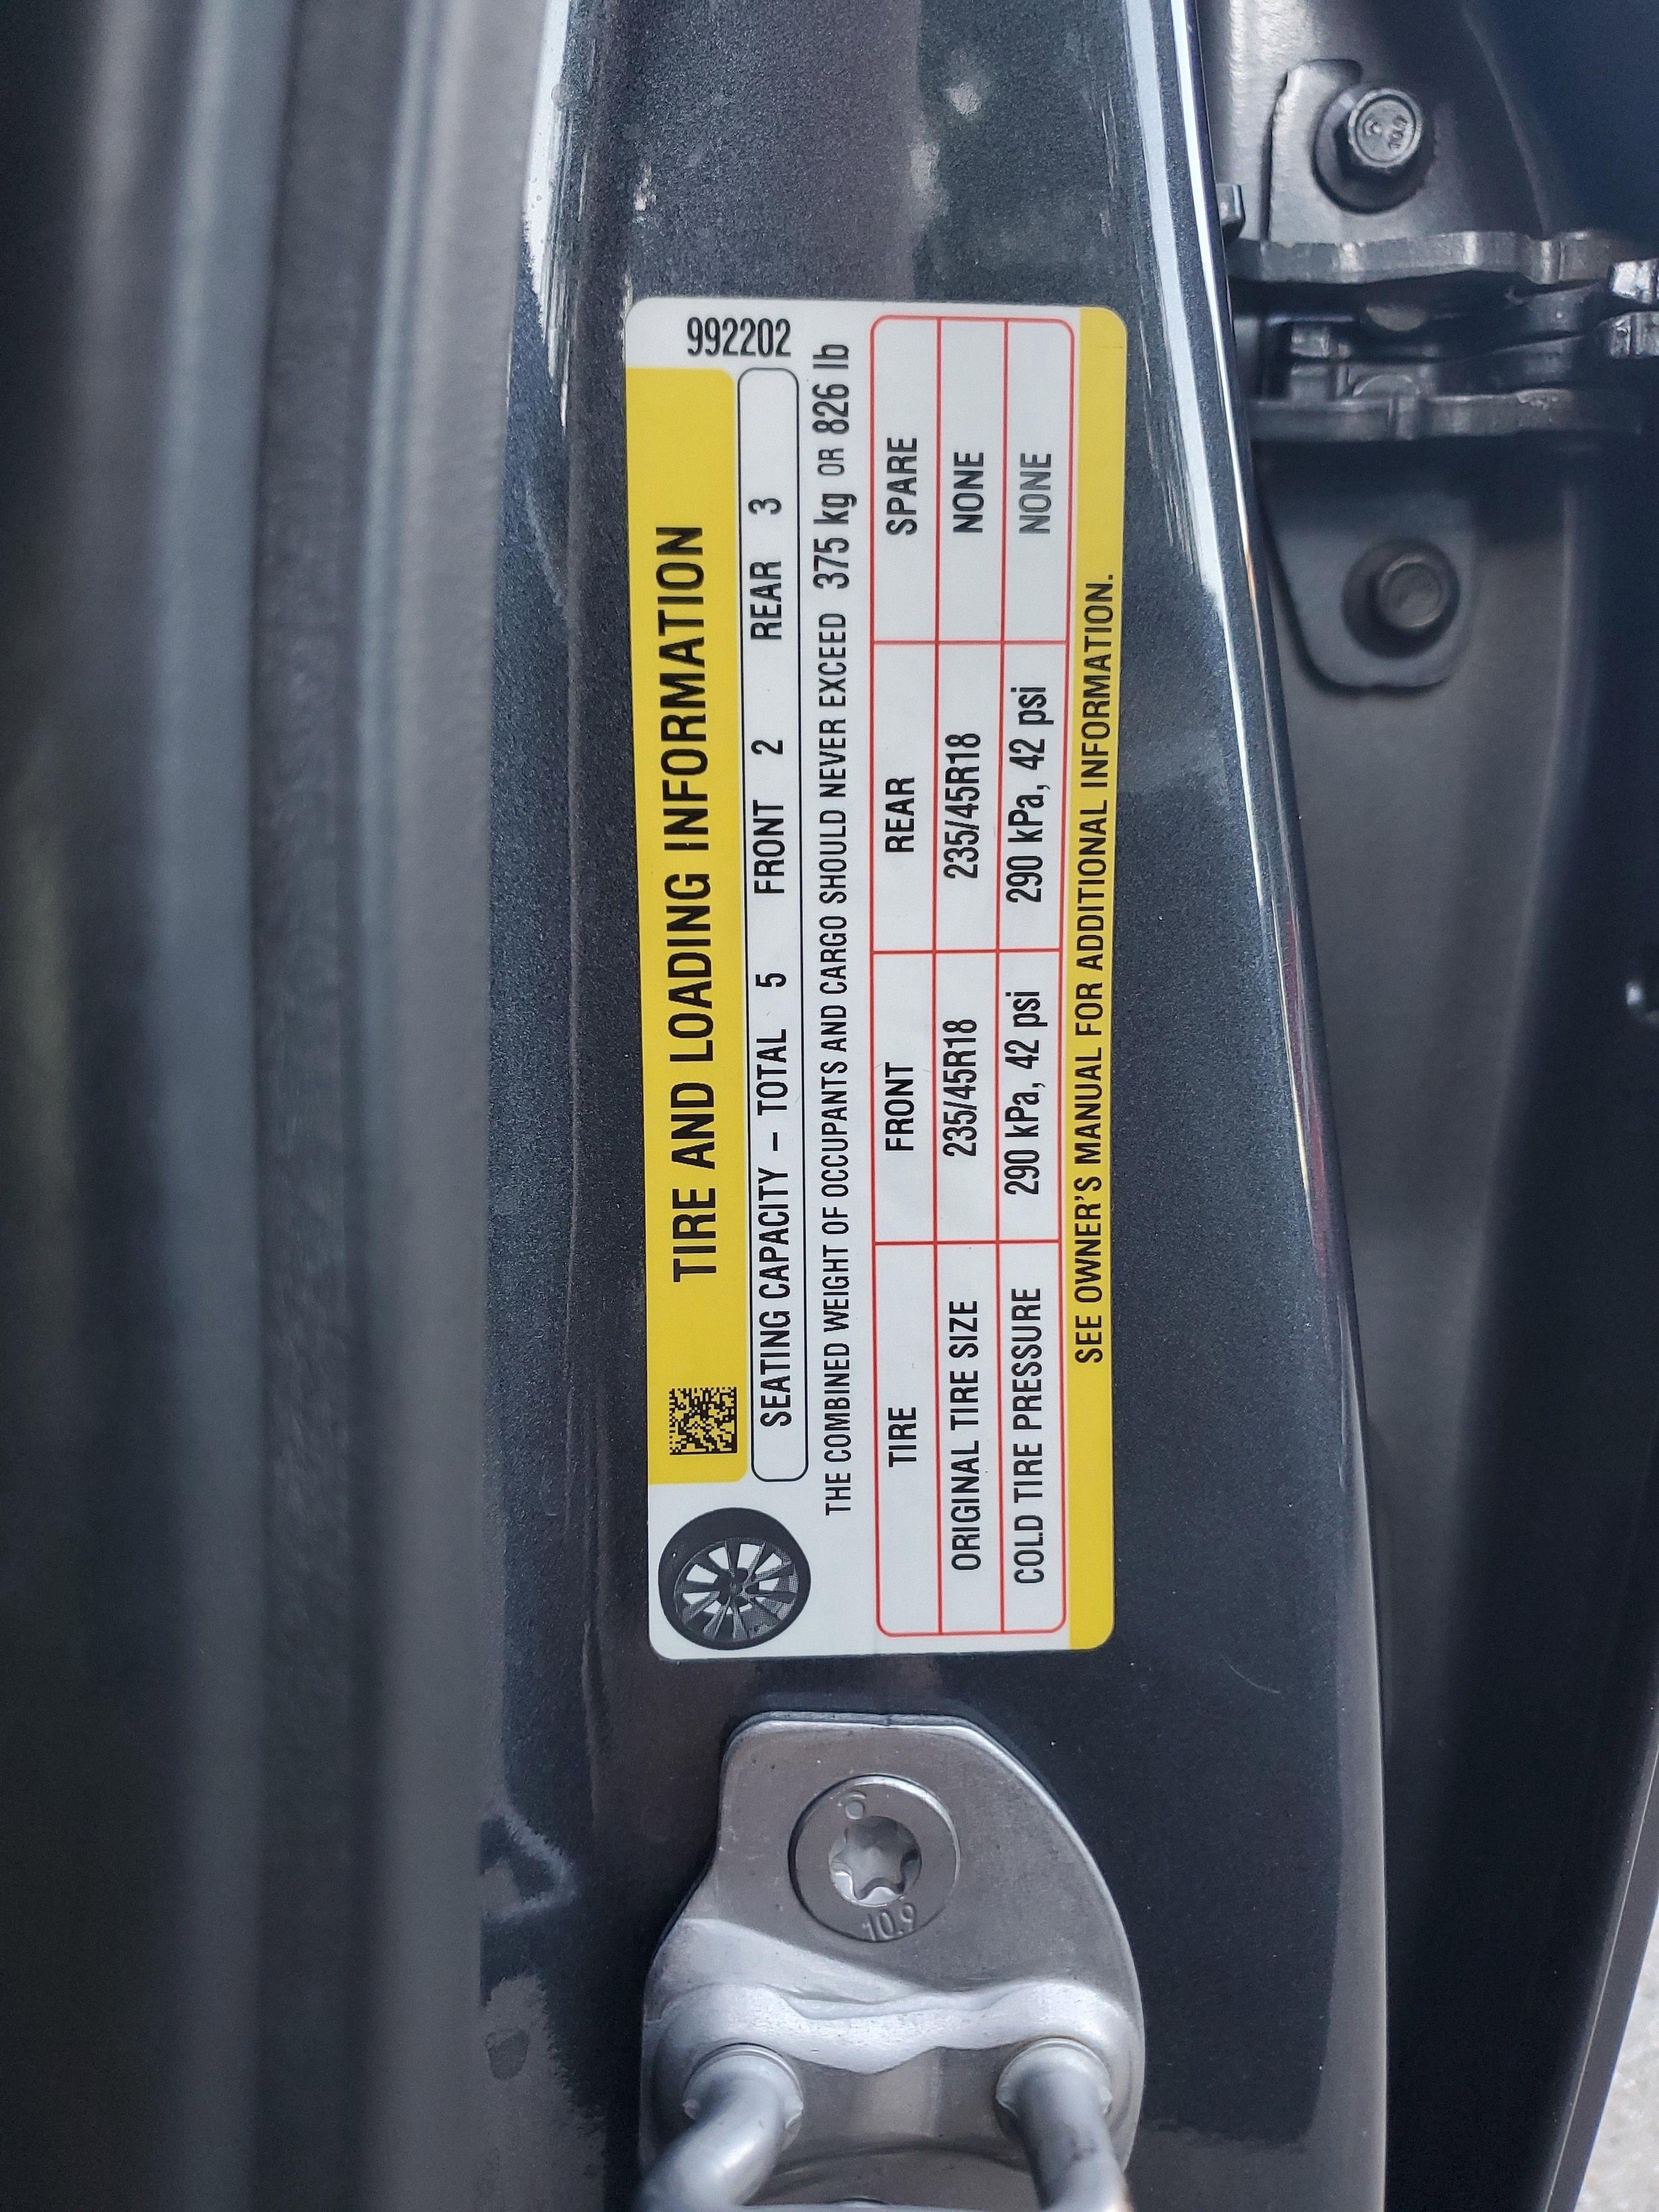 992202
TIRE AND LOADING INFORMATION
SEATING CAPACITY – TOTAL 5 FRONT 2 REAR 3
THE COMBINED WEIGHT OF OCCUPANTS AND CARGO SHOULD NEVER EXCEED 375 kg OR 826 lb
TIRE FRONT REAR SPARE
ORIGINAL TIRE SIZE 235/45R18 235/45R18 NONE
COLD TIRE PRESSURE 290 kPa, 42 psi 290 kPa, 42 psi NONE
SEE OWNER'S MANUAL FOR ADDITIONAL INFORMATION.
10.9